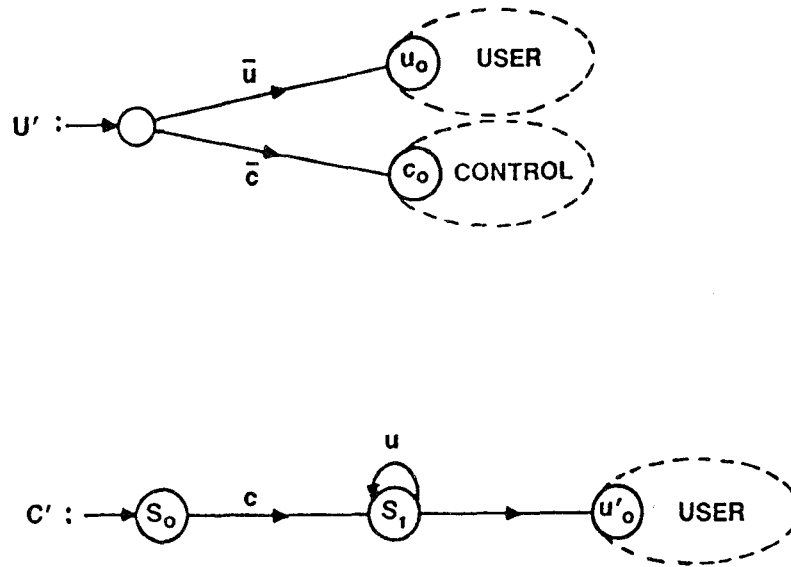 ū
u₀ USER
U' :
c̄
c₀ CONTROL
u
C' : S₀ c S₁ u'₀ USER